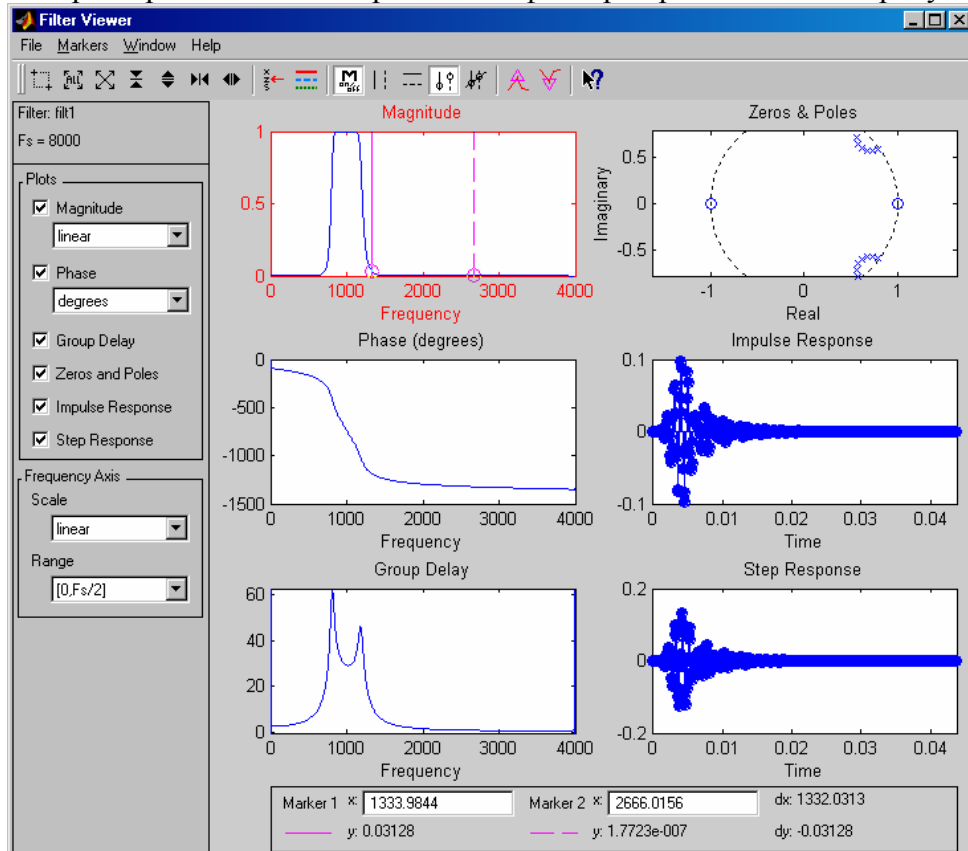 Filter Viewer
File Markers Window Help
Filter: filt1
Fs = 8000
Plots
Magnitude
linear
Phase
degrees
Group Delay
Zeros and Poles
Impulse Response
Step Response
Frequency Axis
Scale
linear
Range
[0,Fs/2]
Magnitude
1
0.5
0
0 1000 2000 3000 4000
Frequency
Zeros & Poles
Imaginary
0.5
0
-0.5
-1 0 1
Real
Phase (degrees)
0
-500
-1000
-1500
0 1000 2000 3000 4000
Frequency
Impulse Response
0.1
0
-0.1
0 0.01 0.02 0.03 0.04
Time
Group Delay
60
40
20
0
0 1000 2000 3000 4000
Frequency
Step Response
0.2
0
-0.2
0 0.01 0.02 0.03 0.04
Time
Marker 1 x: 1333.9844 Marker 2 x: 2666.0156 dx: 1332.0313
y: 0.03128 y: 1.7723e-007 dy: -0.03128